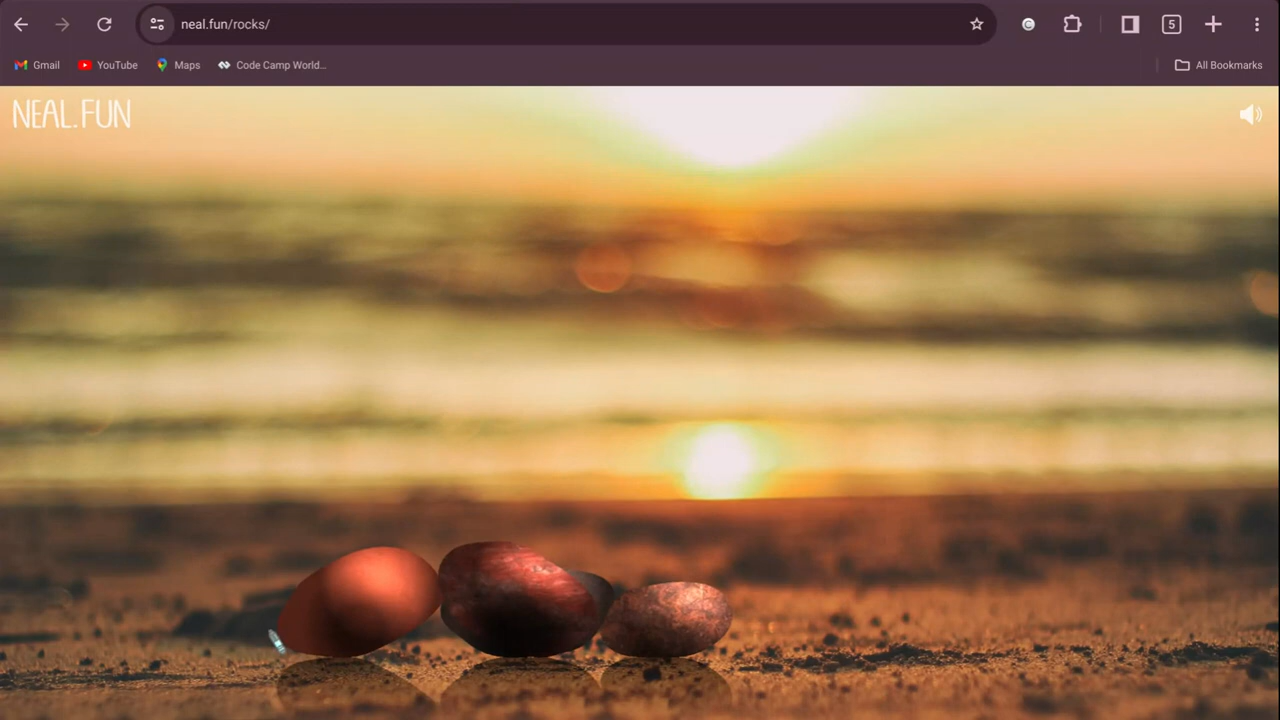 neal.fun/rocks/
5
Gmail
YouTube
Maps
Code Camp World...
All Bookmarks
NEAL.FUN